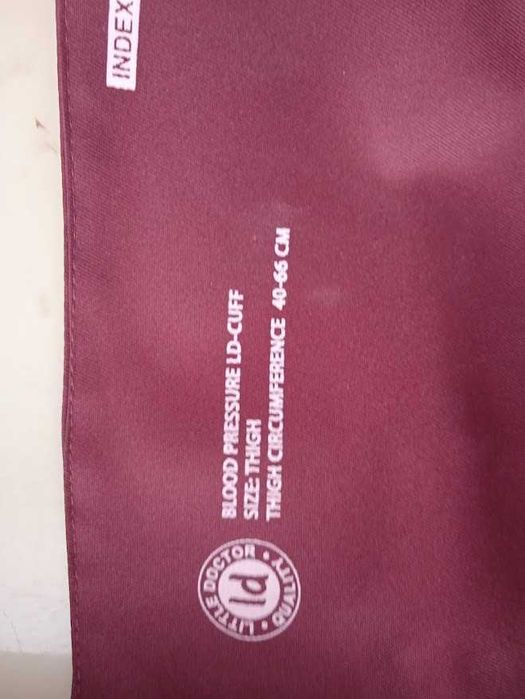 INDEX
BLOOD PRESSURE LD-CUFF
SIZE: THIGH
THIGH CIRCUMFERENCE 40-66 CM
LITTLE DOCTOR • QUALITY •
ld